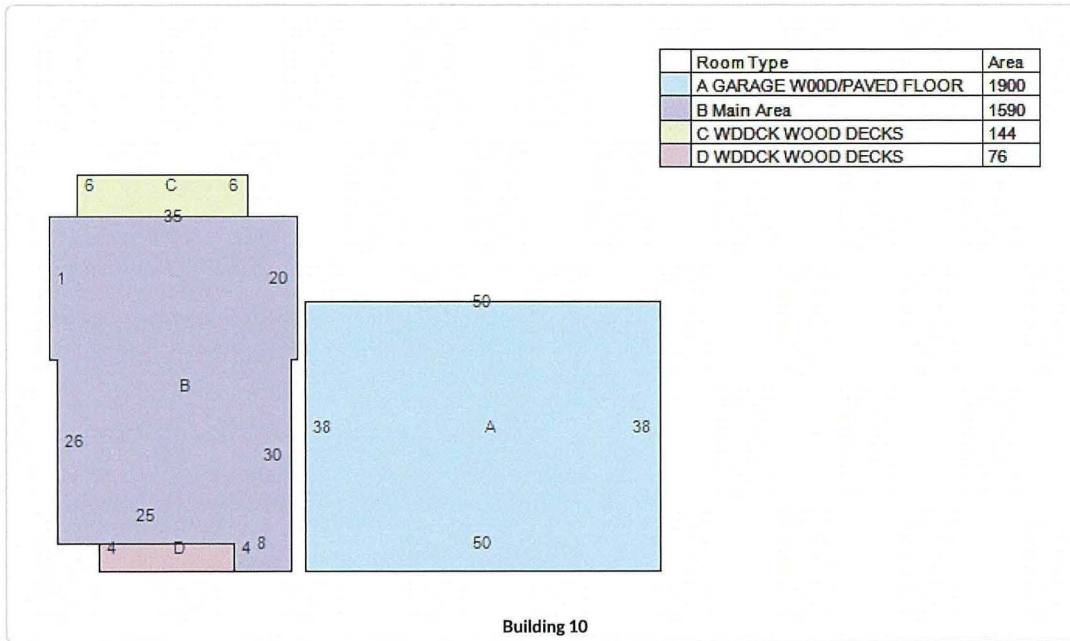 Room Type Area
A GARAGE W00D/PAVED FLOOR 1900
B Main Area 1590
C WDDCK WOOD DECKS 144
D WDDCK WOOD DECKS 76
6 C 6
35
1 20
50
B
38 A 38
26 30
25
4 D 4 8
50
Building 10